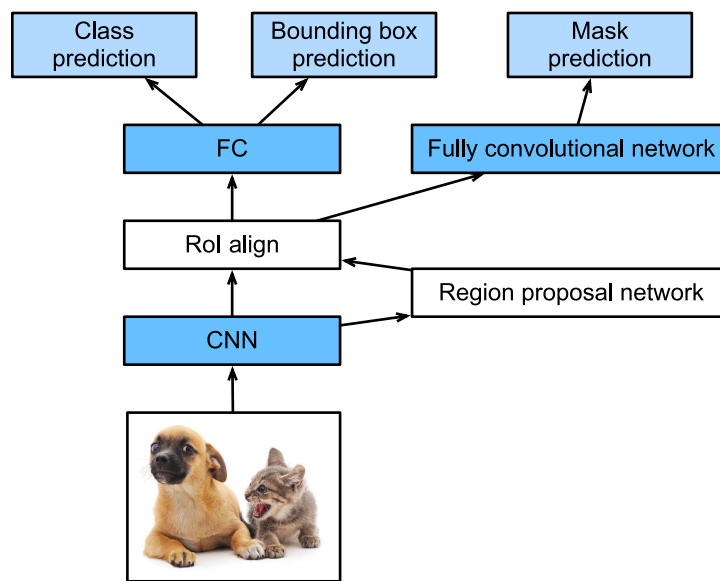 Class
prediction
Bounding box
prediction
Mask
prediction
FC
Fully convolutional network
RoI align
Region proposal network
CNN